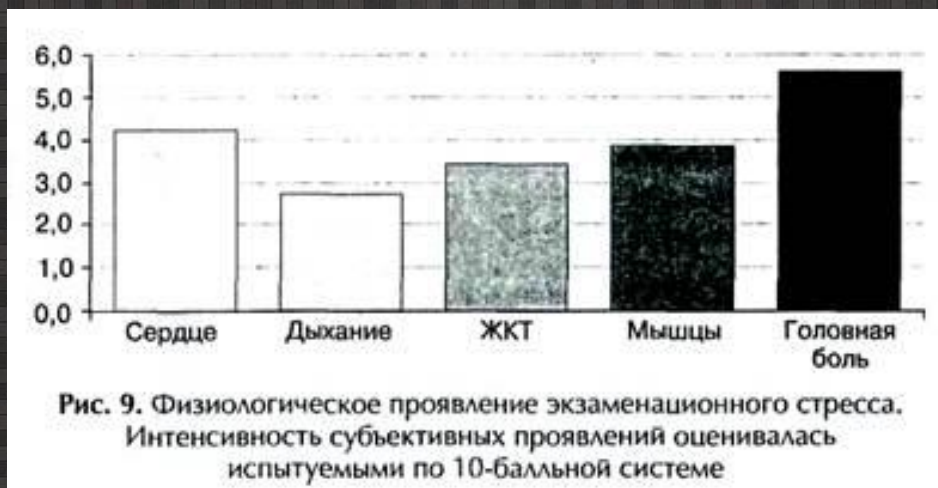 6,0
5,0
4,0
3,0
2,0
1,0
0,0
Сердце
Дыхание
ЖКТ
Мышцы
Головная
боль
Рис. 9. Физиологическое проявление экзаменационного стресса.
Интенсивность субъективных проявлений оценивалась
испытуемыми по 10-балльной системе